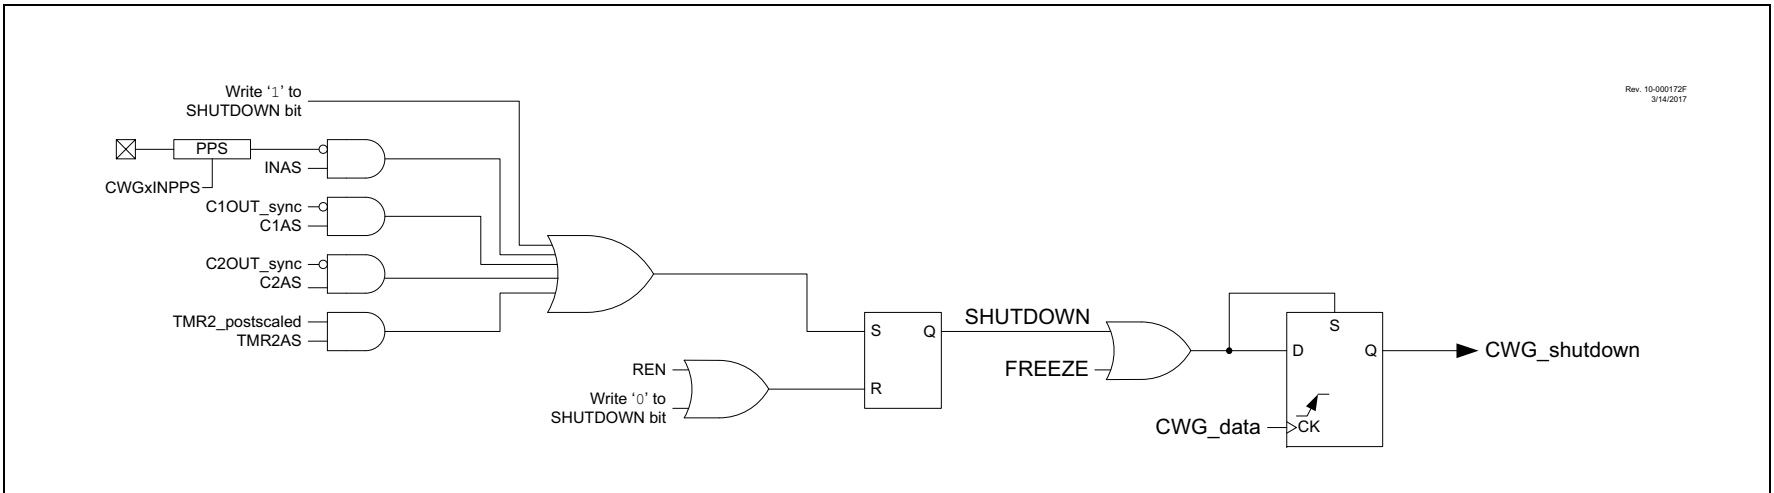 Write ‘1’ to
SHUTDOWN bit
Rev. 10-000172F
3/14/2017
PPS
INAS
CWGxINPPS
C1OUT_sync
C1AS
C2OUT_sync
C2AS
TMR2_postscaled
TMR2AS
SHUTDOWN
S
S
Q
D
Q
CWG_shutdown
REN
FREEZE
R
Write ‘0’ to
SHUTDOWN bit
CWG_data
CK